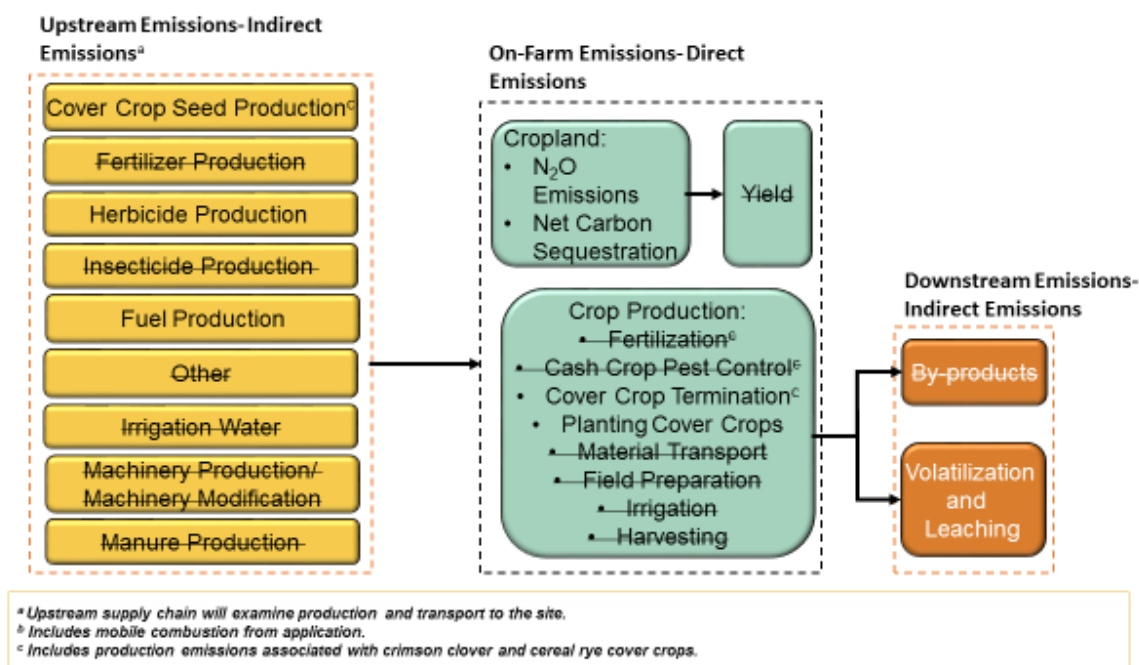 Upstream Emissions- Indirect
Emissionsᵃ
Cover Crop Seed Productionᶜ
Fertilizer Production
Herbicide Production
Insecticide Production
Fuel Production
Other
Irrigation Water
Machinery Production/
Machinery Modification
Manure Production
On-Farm Emissions- Direct
Emissions
Cropland:
• N₂O
Emissions
• Net Carbon
Sequestration
Yield
Crop Production:
• Fertilizationᶜ
• Cash Crop Pest Controlᶜ
• Cover Crop Terminationᶜ
• Planting Cover Crops
• Material Transport
• Field Preparation
• Irrigation
• Harvesting
Downstream Emissions-
Indirect Emissions
By-products
Volatilization
and
Leaching
ᵃ Upstream supply chain will examine production and transport to the site.
ᵇ Includes mobile combustion from application.
ᶜ Includes production emissions associated with crimson clover and cereal rye cover crops.